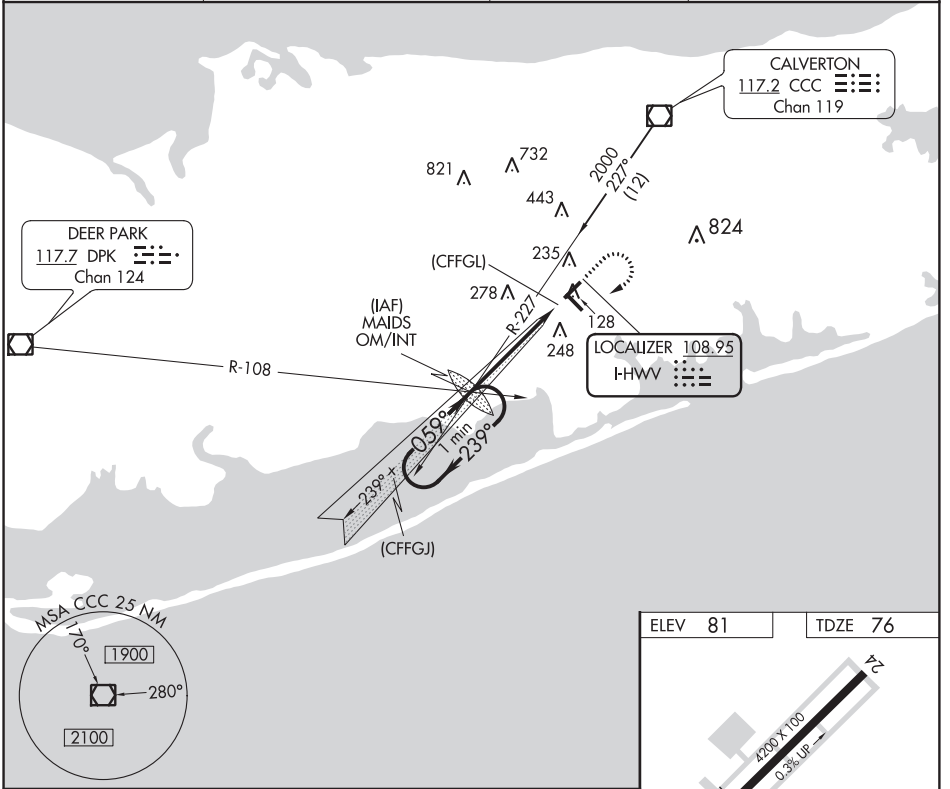 CALVERTON
117.2 CCC
Chan 119
2000
227°
(12)
821
732
443
824
DEER PARK
117.7 DPK
Chan 124
235
(CFFGL)
278
R-227
128
248
(IAF)
MAIDS
OM/INT
LOCALIZER 108.95
I-HWV
R-108
059°
1 min
239°
239°
(CFFGJ)
MSA CCC 25 NM
170°
1900
280°
2100
ELEV 81
TDZE 76
24
4200 X 100
0.3% UP